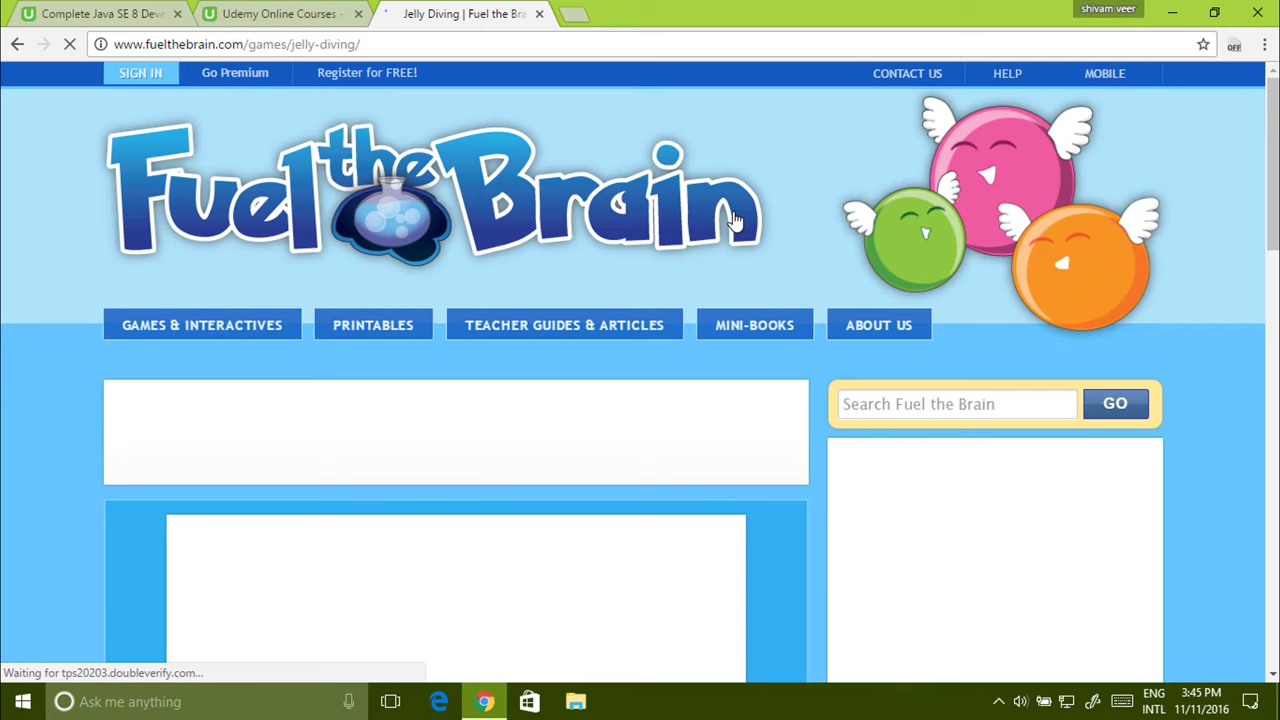 Complete Java SE 8 Deve
Udemy Online Courses -
Jelly Diving | Fuel the Bra
shivam veer
www.fuelthebrain.com/games/jelly-diving/
OFF
SIGN IN
Go Premium
Register for FREE!
CONTACT US
HELP
MOBILE
Fuel the Brain
GAMES & INTERACTIVES
PRINTABLES
TEACHER GUIDES & ARTICLES
MINI-BOOKS
ABOUT US
Search Fuel the Brain
GO
Waiting for tps20203.doubleverify.com...
Ask me anything
ENG
INTL
3:45 PM
11/11/2016